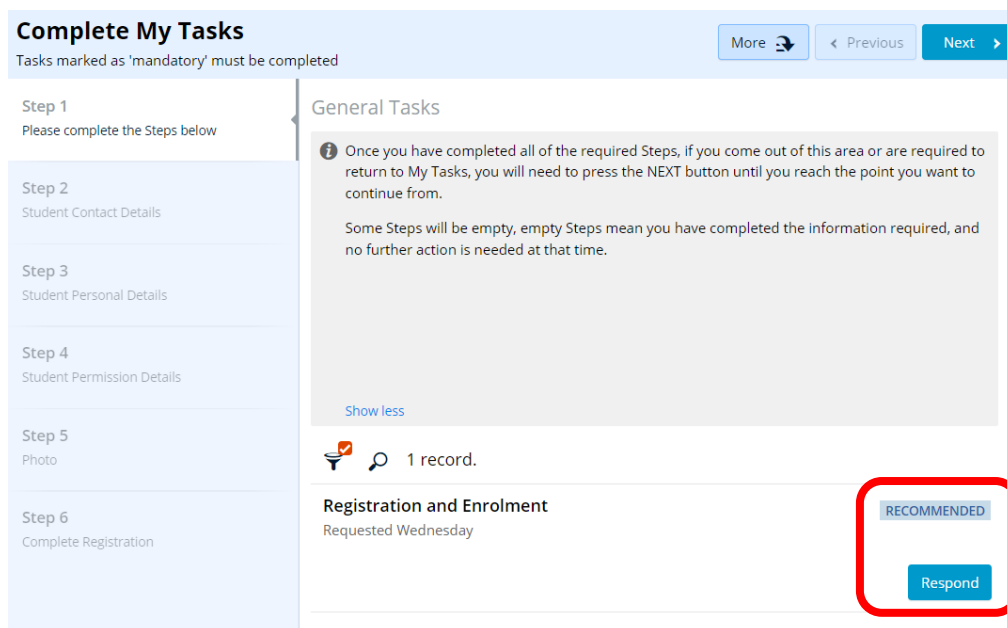 Complete My Tasks
Tasks marked as 'mandatory' must be completed
More
Previous
Next
Step 1
Please complete the Steps below
Step 2
Student Contact Details
Step 3
Student Personal Details
Step 4
Student Permission Details
Step 5
Photo
Step 6
Complete Registration
General Tasks
Once you have completed all of the required Steps, if you come out of this area or are required to
return to My Tasks, you will need to press the NEXT button until you reach the point you want to
continue from.
Some Steps will be empty, empty Steps mean you have completed the information required, and
no further action is needed at that time.
Show less
1 record.
Registration and Enrolment
Requested Wednesday
RECOMMENDED
Respond